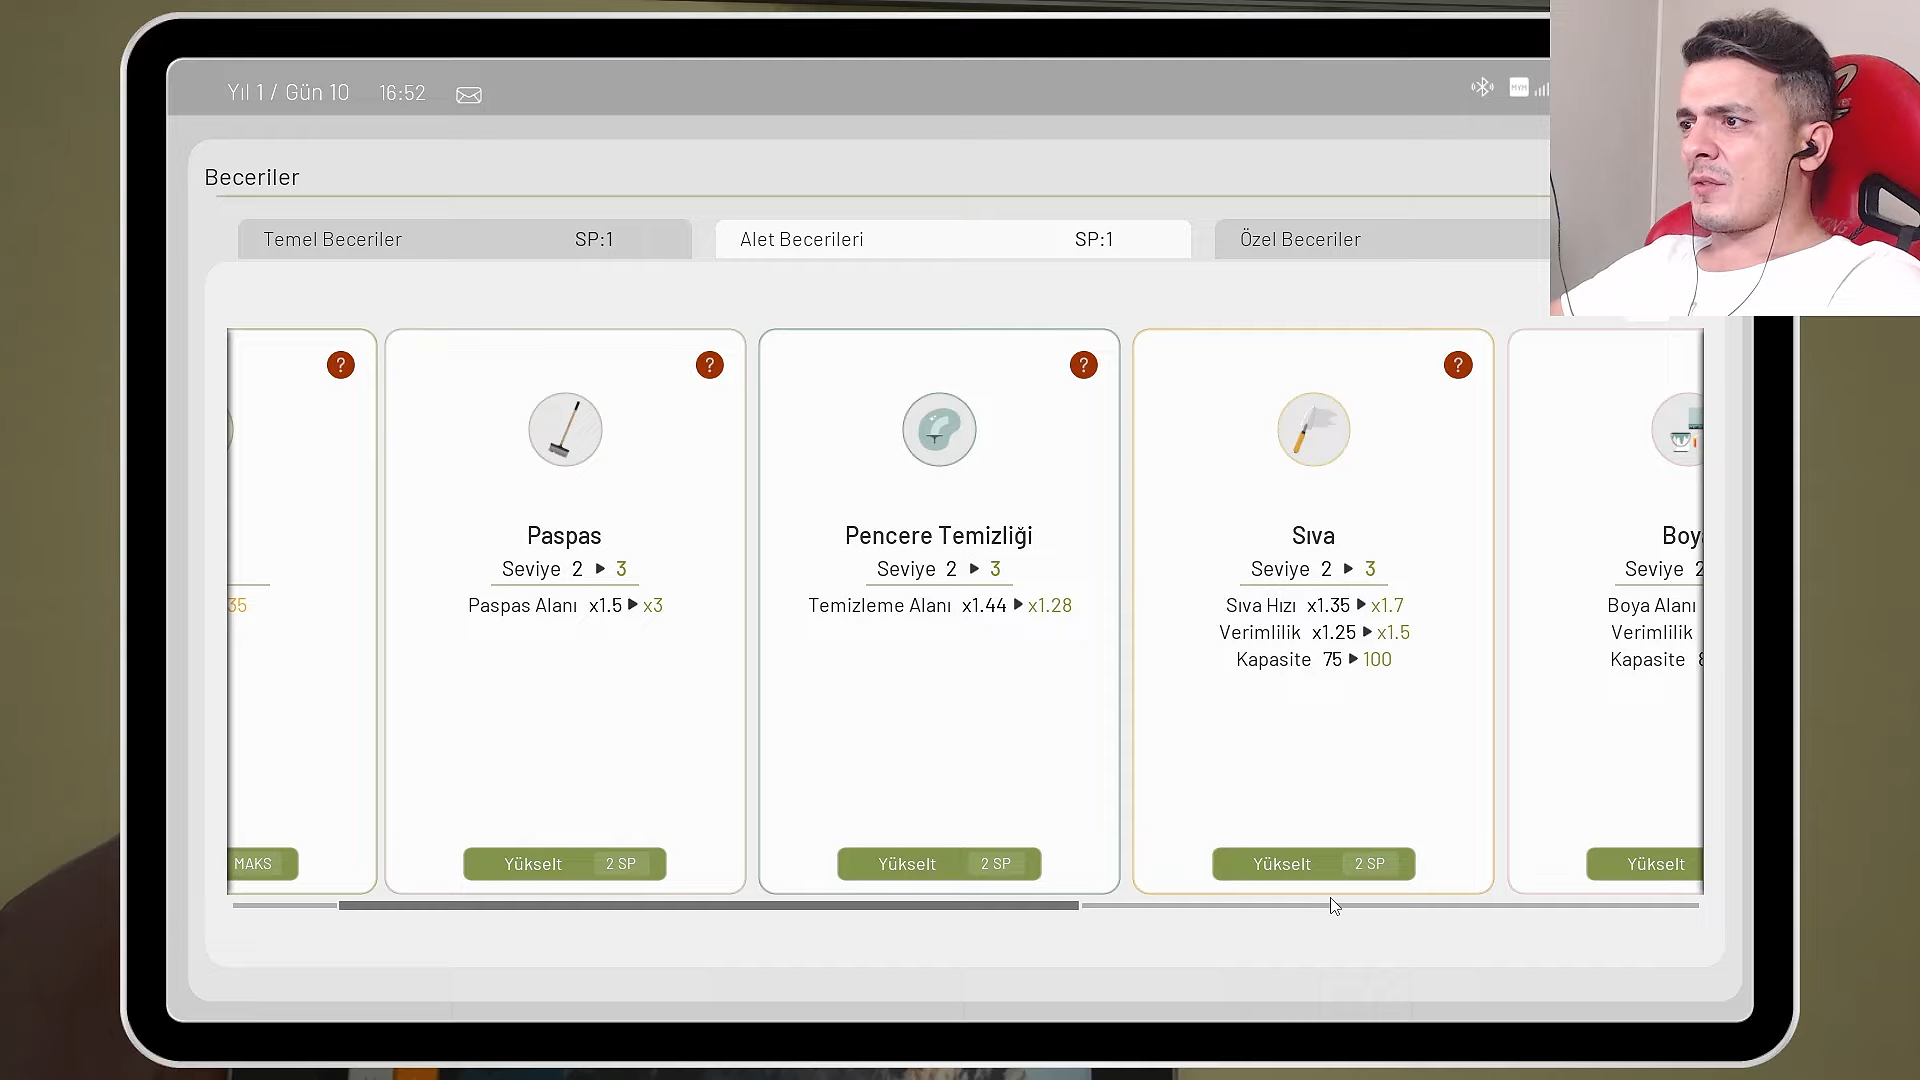 Yıl 1 / Gün 10 16:52
MYM
Beceriler
Temel Beceriler SP:1
Alet Becerileri SP:1
Özel Beceriler
35
MAKS
?
Paspas
Seviye 2 ▶ 3
Paspas Alanı x1.5 ▶ x3
Yükselt 2 SP
?
Pencere Temizliği
Seviye 2 ▶ 3
Temizleme Alanı x1.44 ▶ x1.28
Yükselt 2 SP
?
Sıva
Seviye 2 ▶ 3
Sıva Hızı x1.35 ▶ x1.7
Verimlilik x1.25 ▶ x1.5
Kapasite 75 ▶ 100
Yükselt 2 SP
?
Boya
Seviye 2
Boya Alanı
Verimlilik
Kapasite
Yükselt